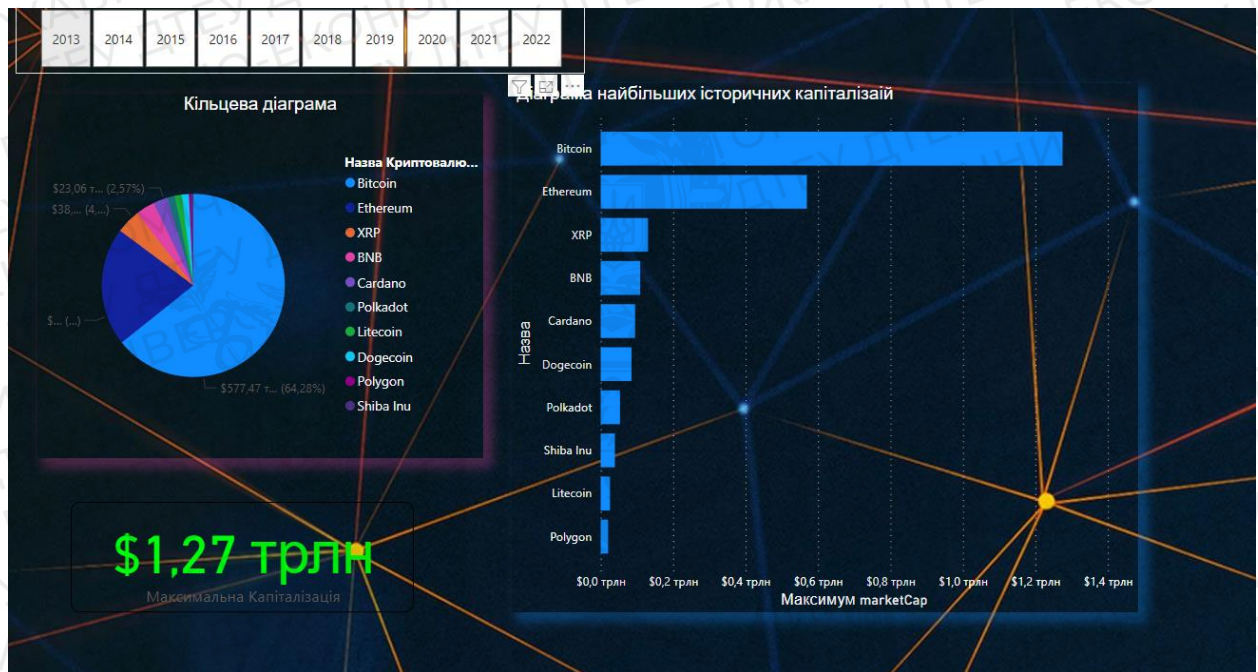 2013 2014 2015 2016 2017 2018 2019 2020 2021 2022
Кільцева діаграма
Назва Криптовалю...
Bitcoin
Ethereum
XRP
BNB
Cardano
Polkadot
Litecoin
Dogecoin
Polygon
Shiba Inu
$23,06 т... (2,57%)
$38,... (4,...)
$... (...)
$577,47 т... (64,28%)
$1,27 трлн
Максимальна Капіталізація
Діаграма найбільших історичних капіталізаій
Назва
Bitcoin
Ethereum
XRP
BNB
Cardano
Dogecoin
Polkadot
Shiba Inu
Litecoin
Polygon
$0,0 трлн $0,2 трлн $0,4 трлн $0,6 трлн $0,8 трлн $1,0 трлн $1,2 трлн $1,4 трлн
Максимум marketCap